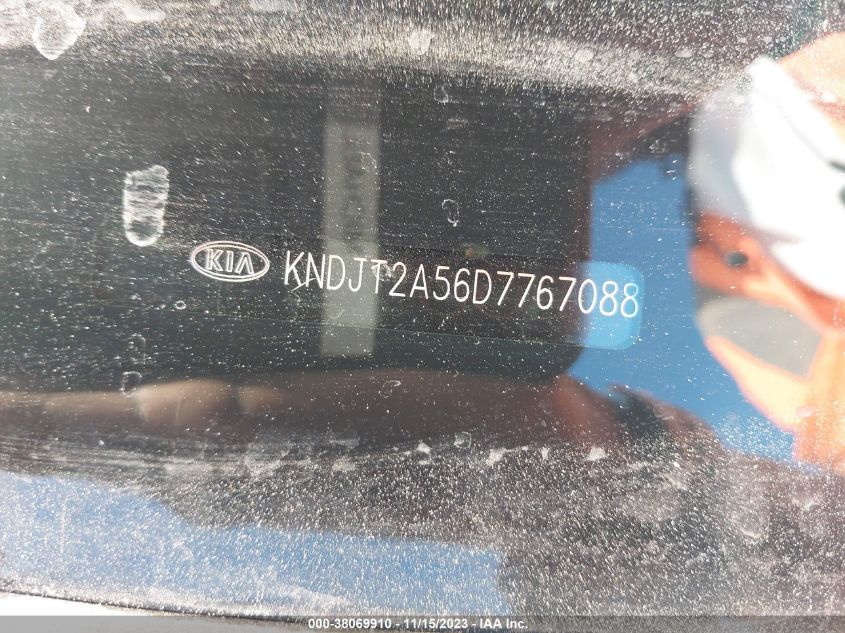 KIA KNDJT2A56D7767088
000-38069910 - 11/15/2023 - IAA Inc.